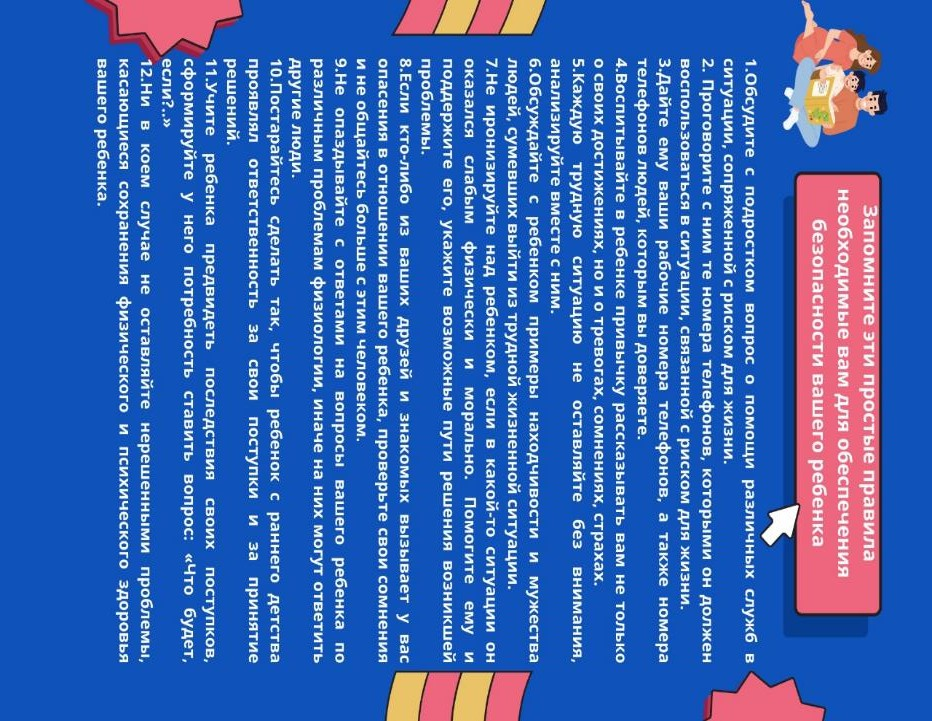 Запомните эти простые правила
необходимые вам для обеспечения
безопасности вашего ребенка
1.Обсудите с подростком вопрос о помощи различных служб в
ситуации, сопряженной с риском для жизни.
2. Проговорите с ним те номера телефонов, которыми он должен
воспользоваться в ситуации, связанной с риском для жизни.
3.Дайте ему ваши рабочие номера телефонов, а также номера
телефонов людей, которым вы доверяете.
4.Воспитывайте в ребенке привычку рассказывать вам не только
о своих достижениях, но и о тревогах, сомнениях, страхах.
5.Каждую трудную ситуацию не оставляйте без внимания,
анализируйте вместе с ним.
6.Обсуждайте с ребенком примеры находчивости и мужества
людей, сумевших выйти из трудной жизненной ситуации.
7.Не иронизируйте над ребенком, если в какой-то ситуации он
оказался слабым физически и морально. Помогите ему и
поддержите его, укажите возможные пути решения возникшей
проблемы.
8.Если кто-либо из ваших друзей и знакомых вызывает у вас
опасения в отношении вашего ребенка, проверьте свои сомнения
и не общайтесь больше с этим человеком.
9.Не опаздывайте с ответами на вопросы вашего ребенка по
различным проблемам физиологии, иначе на них могут ответить
другие люди.
10.Постарайтесь сделать так, чтобы ребенок с раннего детства
проявлял ответственность за свои поступки и за принятие
решений.
11.Учите ребенка предвидеть последствия своих поступков,
сформируйте у него потребность ставить вопрос: «Что будет,
если?..»
12.Ни в коем случае не оставляйте нерешенными проблемы,
касающиеся сохранения физического и психического здоровья
вашего ребенка.